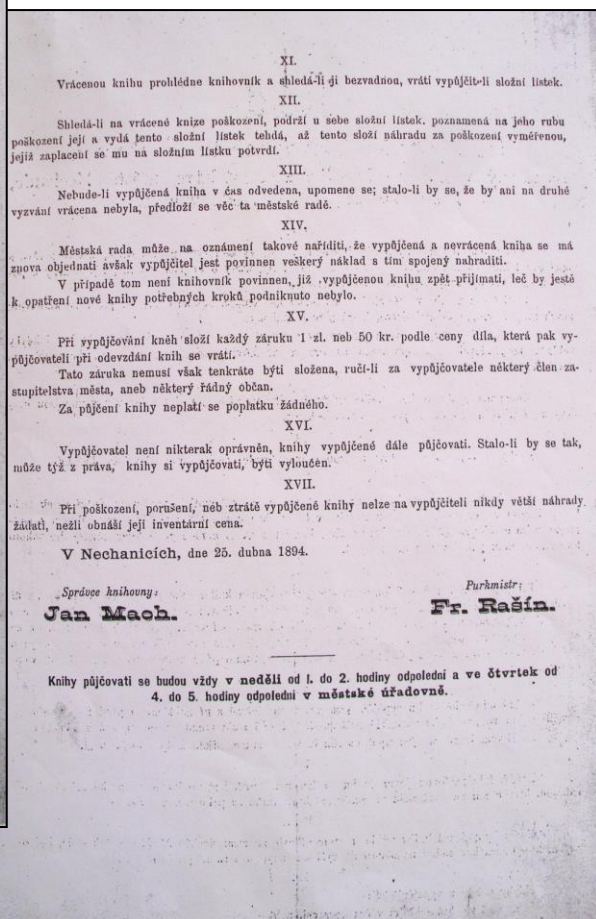 XI.
Vrácenou knihu prohlédne knihovník a shledá-li ji bezvadnou, vrátí vypůjčiteli složní lístek.
XII.
Shledá-li na vrácené knize poškození, podrží u sebe složní lístek, poznamená na jeho rubu
poškození její a vydá tento složní lístek tehdá, až tento složí náhradu za poškození vyměřenou,
jejíž zaplacení se mu na složním lístku potvrdí.
XIII.
Nebude-li vypůjčená kniha v čas odvedena, upomene se; stalo-li by se, že by ani na druhé
vyzvání vrácena nebyla, předloží se věc ta městské radě.
XIV.
Městská rada může na oznámení takové naříditi, že vypůjčená a nevrácená kniha se má
znova objednati avšak vypůjčitel jest povinnen veškerý náklad s tím spojený nahraditi.
V případě tom není knihovník povinnen, již vypůjčenou knihu zpět přijímati, leč by ještě
k opatření nové knihy potřebných kroků podniknuto nebylo.
XV.
Při vypůjčování kněh složí každý záruku 1 zl. neb 50 kr. podle ceny díla, která pak vy-
půjčovateli při odevzdání knih se vrátí.
Tato záruka nemusí však tenkráte býti složena, ručí-li za vypůjčovatele některý člen za-
stupitelstva města, aneb některý řádný občan.
Za půjčení knihy neplatí se poplatku žádného.
XVI.
Vypůjčovatel není nikterak oprávněn, knihy vypůjčené dále půjčovati. Stalo-li by se tak,
může týž z práva, knihy si vypůjčovati, býti vyloučen.
XVII.
Při poškození, porušení, neb ztrátě vypůjčené knihy nelze na vypůjčiteli nikdy větší náhrady
žádati, nežli obnáší její inventární cena.
V Nechanicích, dne 25. dubna 1894.
Správce knihovny: Purkmistr:
Jan Mach. Fr. Rašín.
Knihy půjčovati se budou vždy v neděli od 1. do 2. hodiny odpolední a ve čtvrtek od
4. do 5. hodiny odpolední v městské úřadovně.